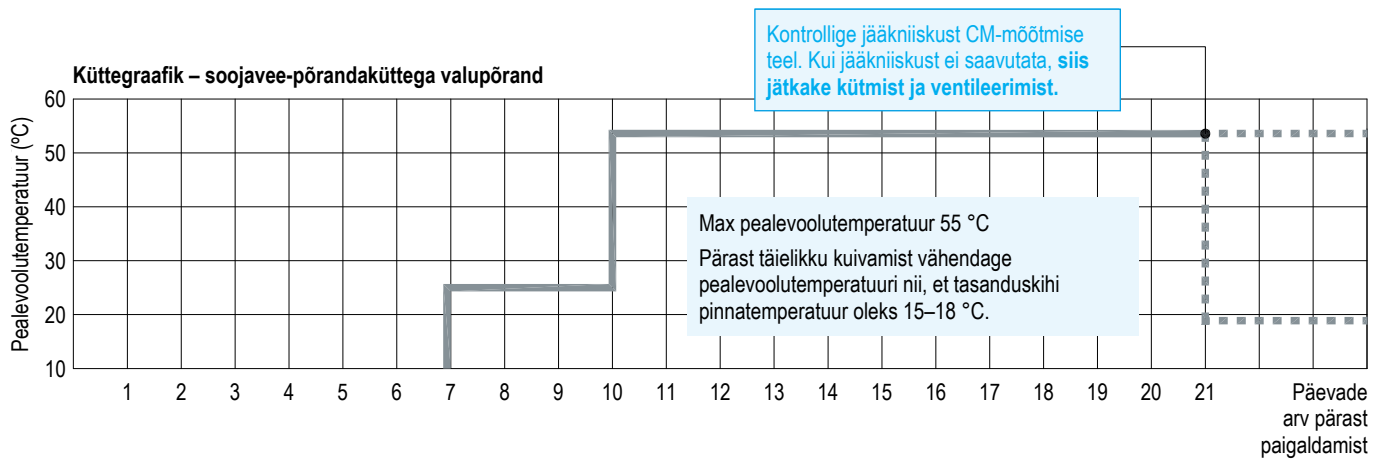 Kontrollige jääkniiskust CM-mõõtmise
teel. Kui jääkniiskust ei saavutata, siis
jätkake kütmist ja ventileerimist.
Küttegraafik – soojavee-põrandaküttega valupõrand
Pealevoolutemperatuur (ºC)
60
50
40
30
20
10
Max pealevoolutemperatuur 55 °C
Pärast täielikku kuivamist vähendage
pealevoolutemperatuuri nii, et tasanduskihi
pinnatemperatuur oleks 15–18 °C.
1 2 3 4 5 6 7 8 9 10 11 12 13 14 15 16 17 18 19 20 21
Päevade
arv pärast
paigaldamist